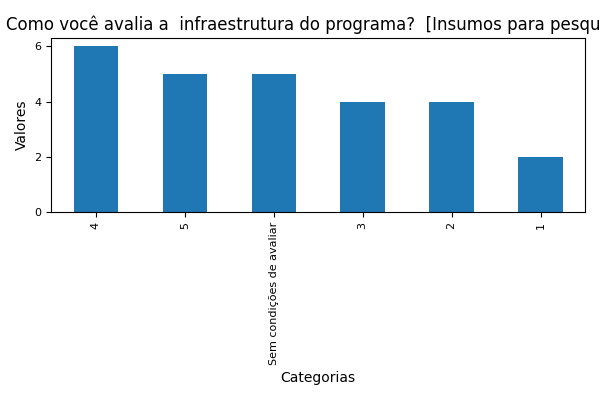 Como você avalia a  infraestrutura do programa?  [Insumos para pesqu
Valores
6
4
2
0
4
5
Sem condições de avaliar
3
2
1
Categorias